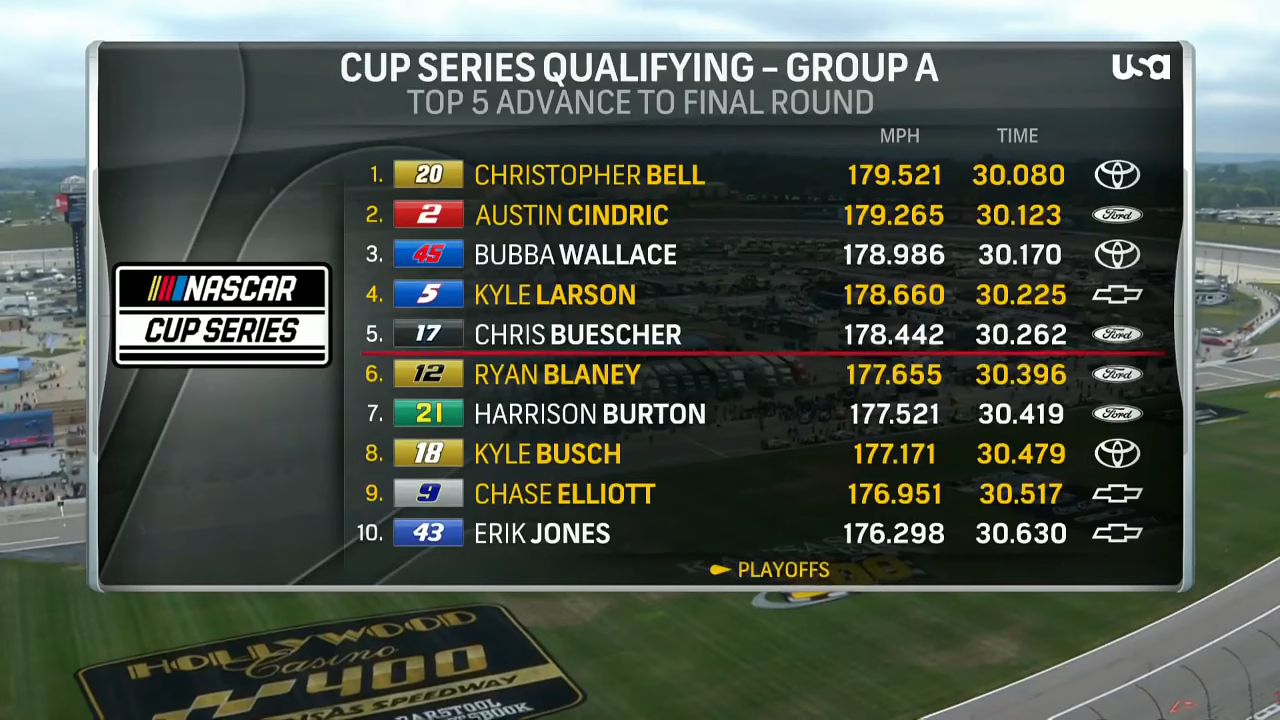 CUP SERIES QUALIFYING – GROUP A
usa
TOP 5 ADVANCE TO FINAL ROUND
MPH TIME
1. 20 CHRISTOPHER BELL 179.521 30.080
2. 2 AUSTIN CINDRIC 179.265 30.123 Ford
3. 45 BUBBA WALLACE 178.986 30.170
4. 5 KYLE LARSON 178.660 30.225
5. 17 CHRIS BUESCHER 178.442 30.262 Ford
6. 12 RYAN BLANEY 177.655 30.396 Ford
7. 21 HARRISON BURTON 177.521 30.419 Ford
8. 18 KYLE BUSCH 177.171 30.479
9. 9 CHASE ELLIOTT 176.951 30.517
10. 43 ERIK JONES 176.298 30.630
PLAYOFFS
NASCAR
CUP SERIES
HOLLYWOOD
Casino
400
SPEEDWAY
BARSTOOL